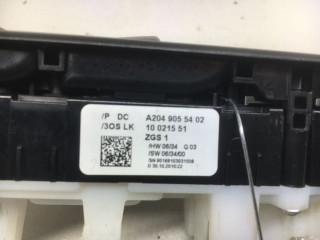 /P DC A204 905 54 02
/3OS LK 10 0215 51
ZGS 1
/HW 06/34 Q 03
/SW 06/34/00